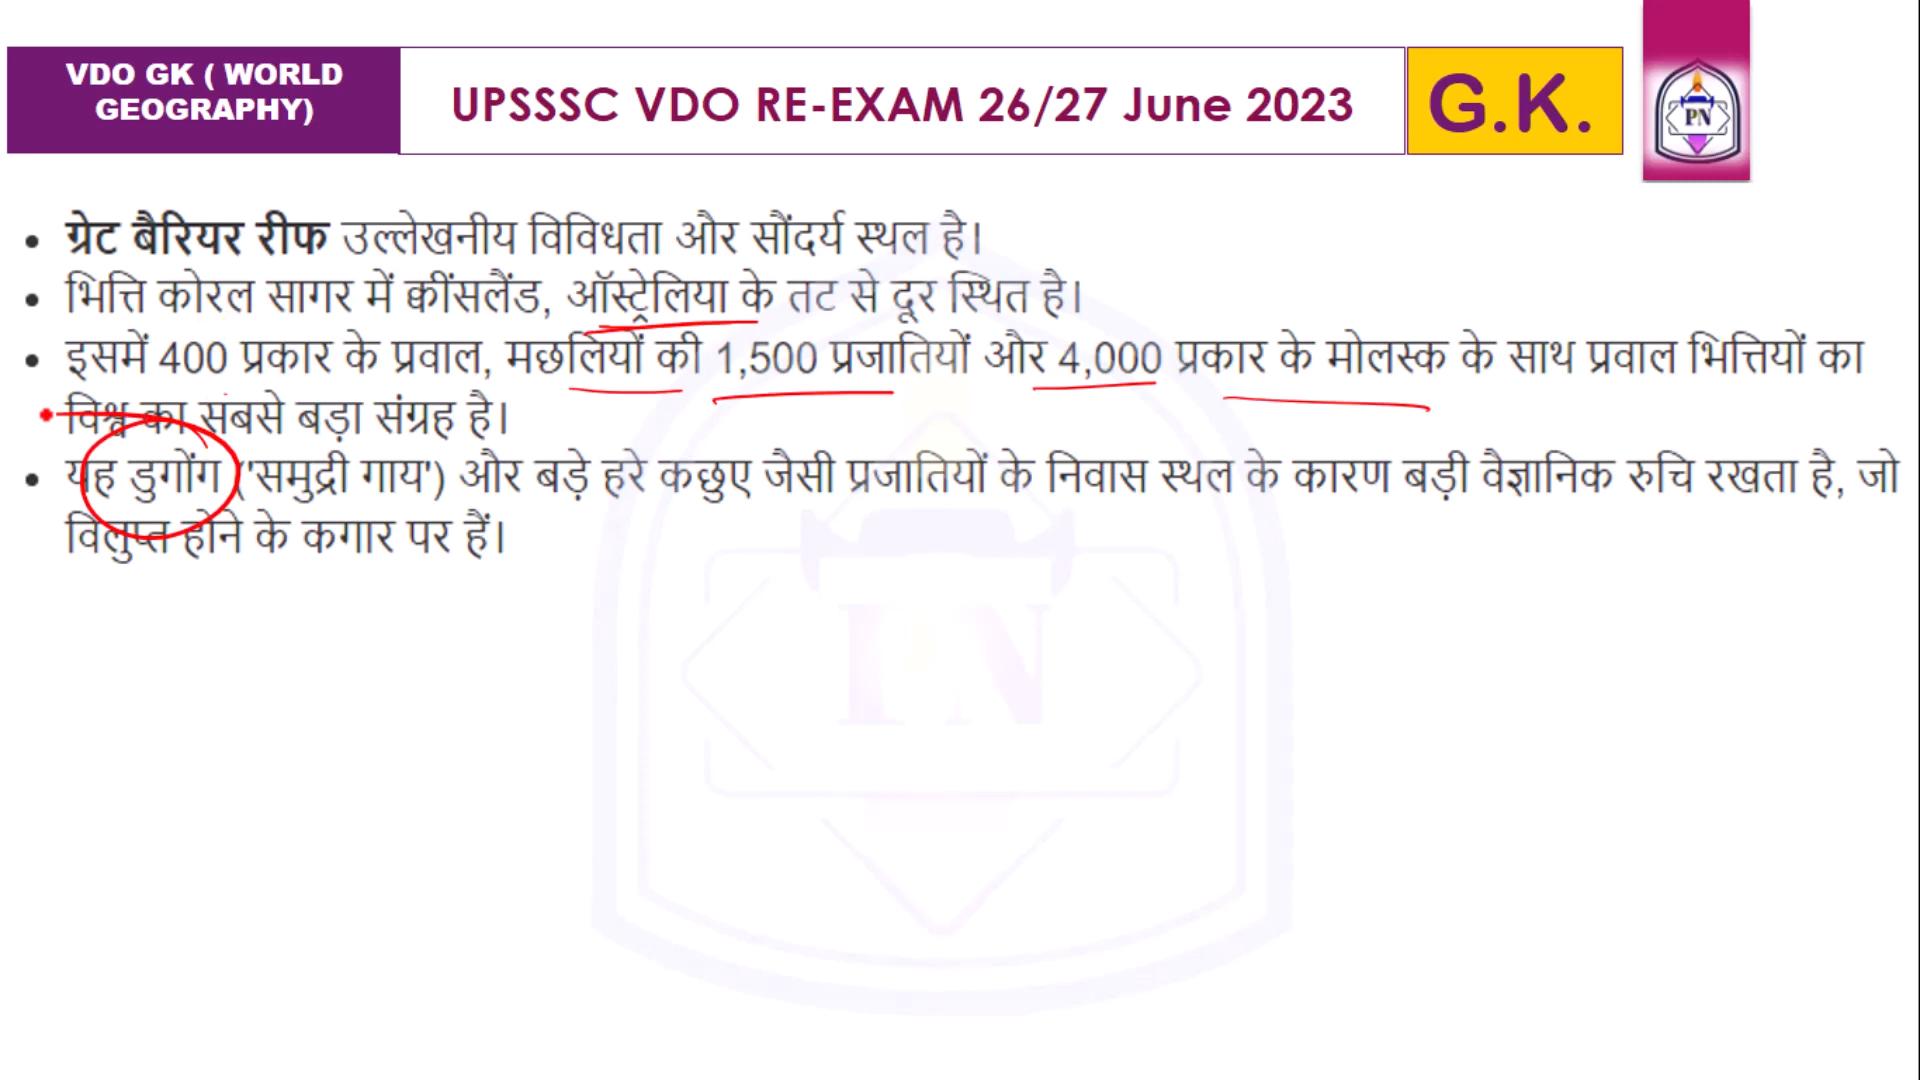 VDO GK ( WORLD
GEOGRAPHY)
UPSSSC VDO RE-EXAM 26/27 June 2023
G.K.
PN
• ग्रेट बैरियर रीफ उल्लेखनीय विविधता और सौंदर्य स्थल है।
• भित्ति कोरल सागर में क्वींसलैंड, ऑस्ट्रेलिया के तट से दूर स्थित है।
• इसमें 400 प्रकार के प्रवाल, मछलियों की 1,500 प्रजातियों और 4,000 प्रकार के मोलस्क के साथ प्रवाल भित्तियों का
विश्व का सबसे बड़ा संग्रह है।
• यह डुगोंग ('समुद्री गाय') और बड़े हरे कछुए जैसी प्रजातियों के निवास स्थल के कारण बड़ी वैज्ञानिक रुचि रखता है, जो
विलुप्त होने के कगार पर हैं।
PN